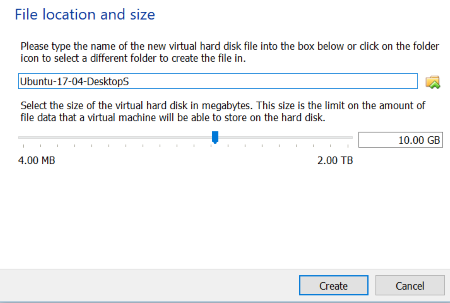 File location and size
Please type the name of the new virtual hard disk file into the box below or click on the folder
icon to select a different folder to create the file in.
Ubuntu-17-04-DesktopS
Select the size of the virtual hard disk in megabytes. This size is the limit on the amount of
file data that a virtual machine will be able to store on the hard disk.
10.00 GB
4.00 MB 2.00 TB
Create Cancel